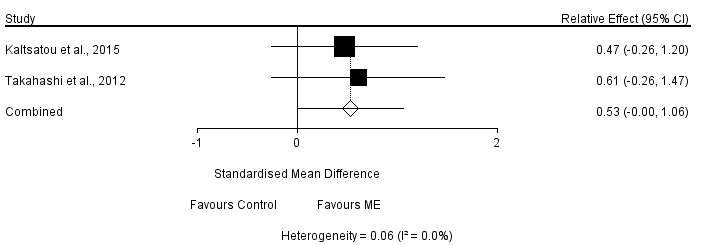 Study Relative Effect (95% CI)
Kaltsatou et al., 2015 0.47 (-0.26, 1.20)
Takahashi et al., 2012 0.61 (-0.26, 1.47)
Combined 0.53 (-0.00, 1.06)
-1 0 2
Standardised Mean Difference
Favours Control Favours ME
Heterogeneity = 0.06 (I² = 0.0%)